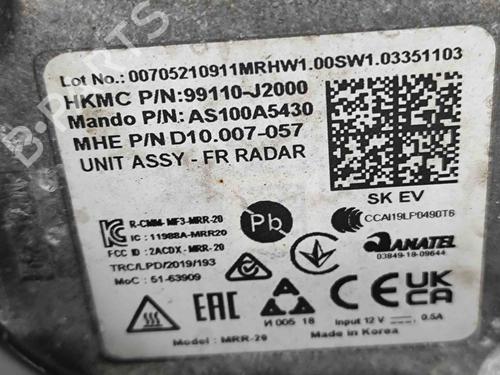 Lot No.: 00705210911MRHW1.00SW1.03351103
HKMC P/N:99110-J2000
Mando P/N: AS100A5430
MHE P/N D10.007-057
UNIT ASSY - FR RADAR
SK EV
R-CMM-MF3-MRR-20
IC : 11988A-MRR20
FCC ID : 2ACDX-MRR-20
TRC/LPD/2019/193
MoC : 51-63909
Pb
CCAI19LP0490T6
ANATEL
03849-18-09644
EAC
И 005 18
CE
UK
CA
Input 12 V 0.5A
Model : MRR-20
Made in Korea